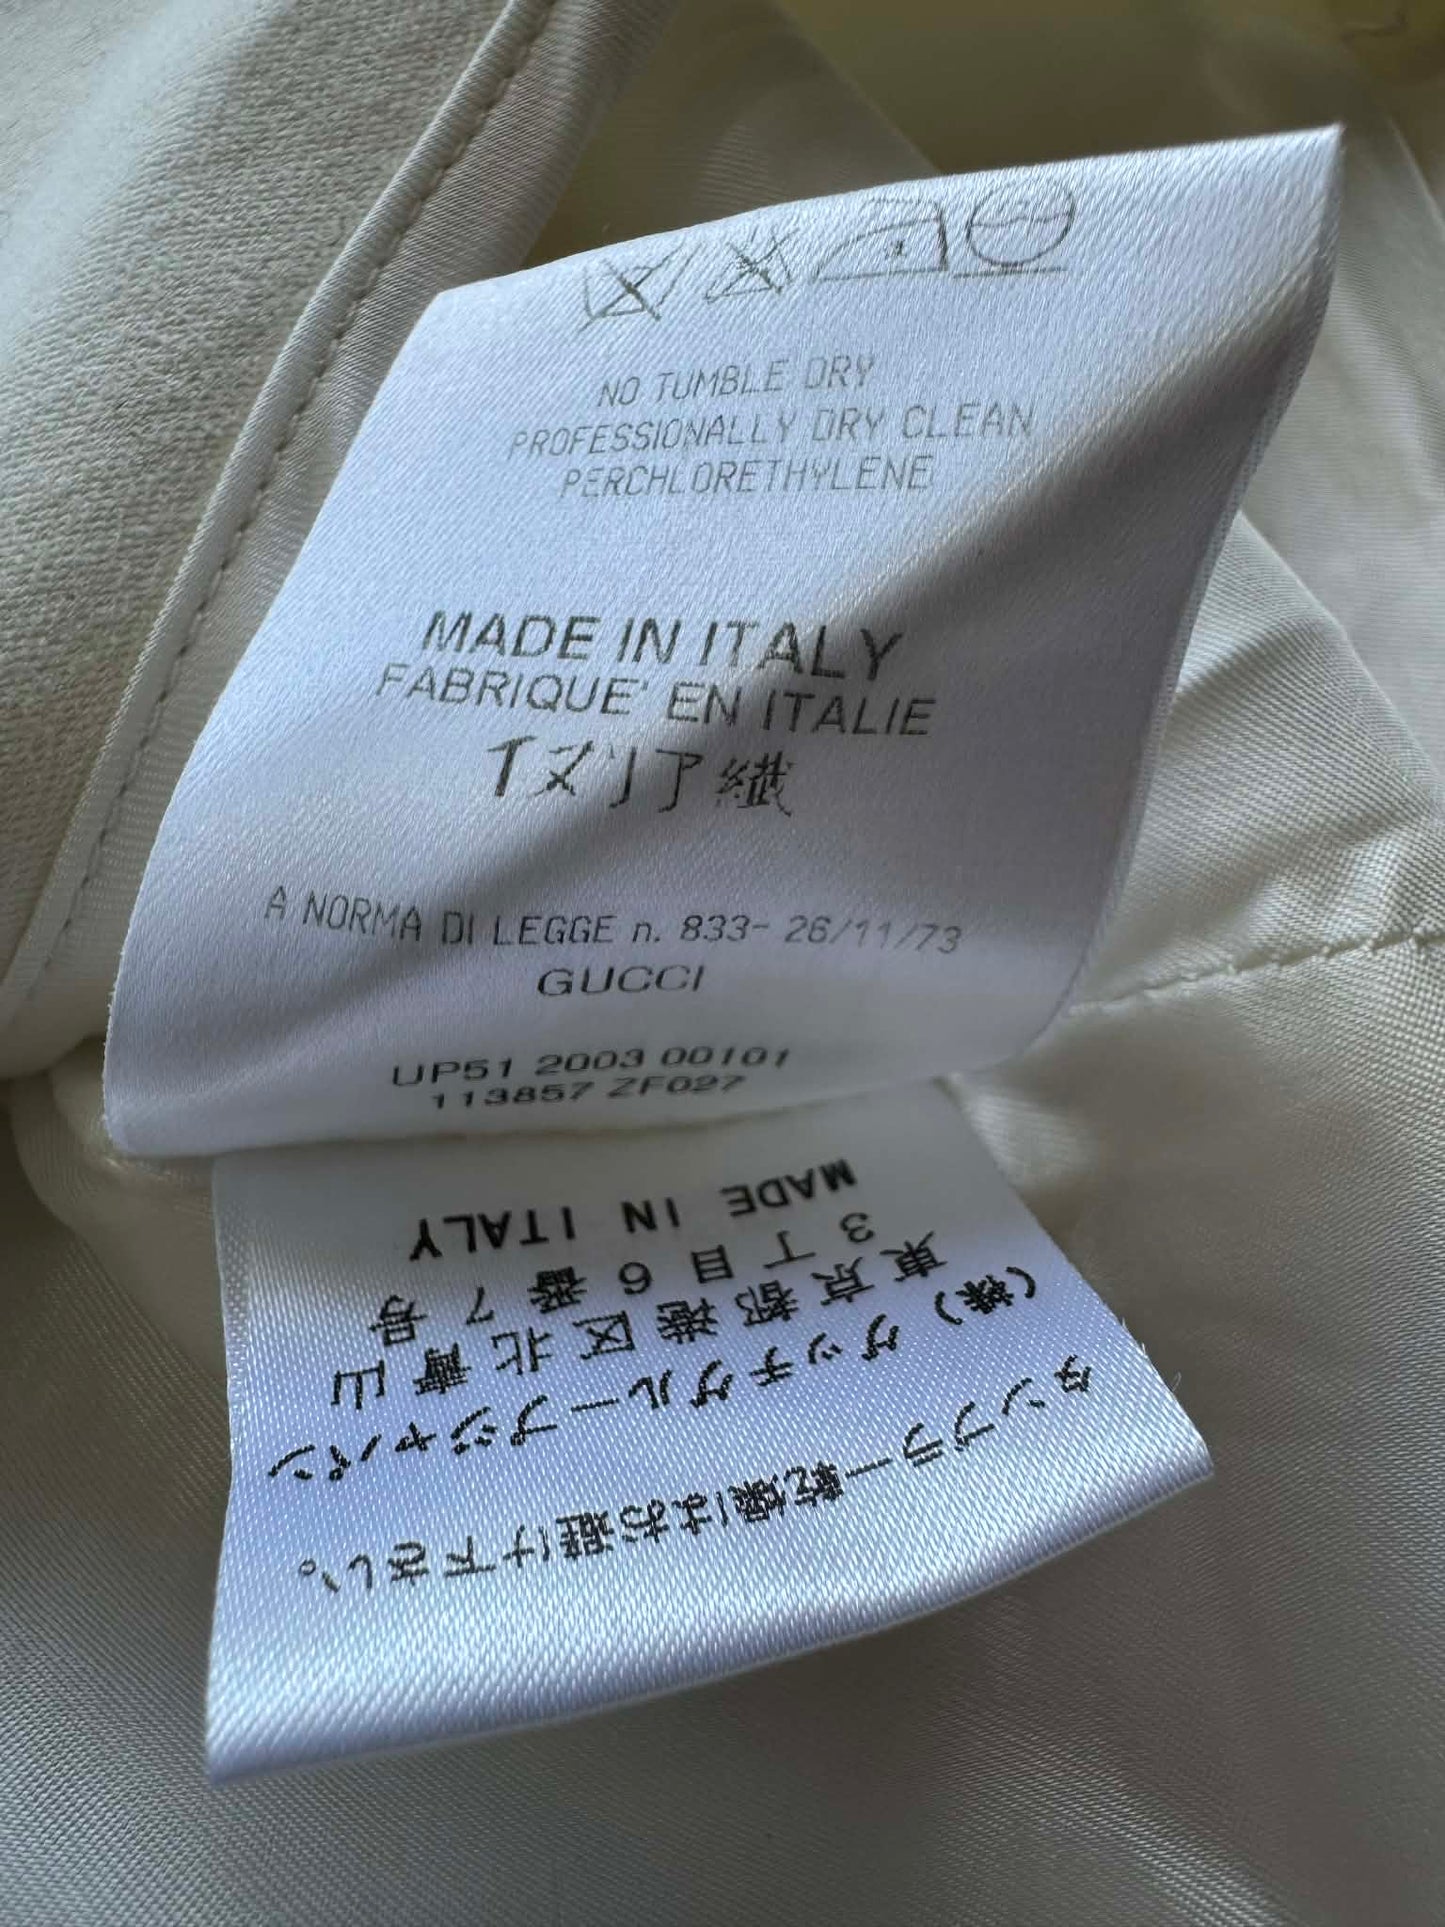 NO TUMBLE DRY
PROFESSIONALLY DRY CLEAN
PERCHLORETHYLENE
MADE IN ITALY
FABRIQUE' EN ITALIE
イヌリア織
A NORMA DI LEGGE n. 833- 26/11/73
GUCCI
UP51 2003 00101
113857 ZF027
タンブラー乾燥はお避け下さい。
(株)グッチグループジャパン
東京都港区北青山
3丁目6番7号
MADE IN ITALY